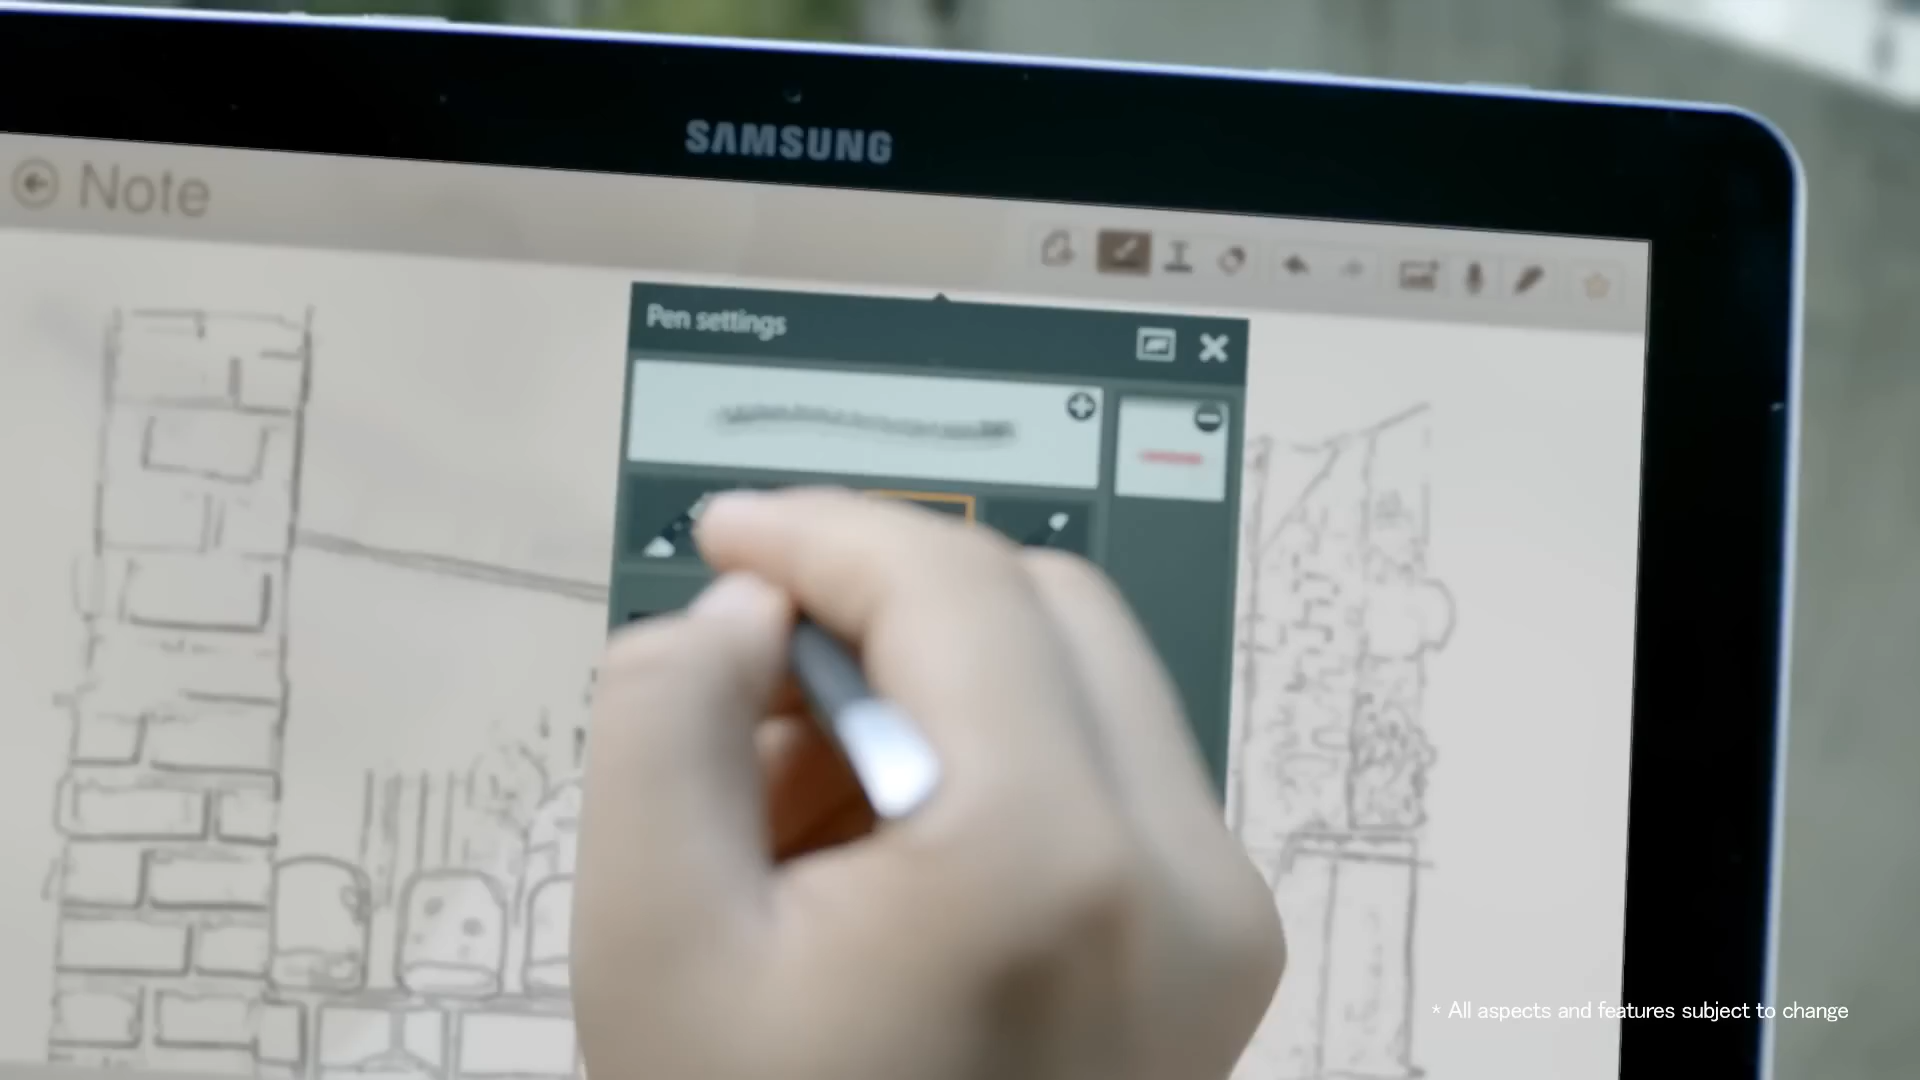 SAMSUNG
Note
Pen settings
* All aspects and features subject to change